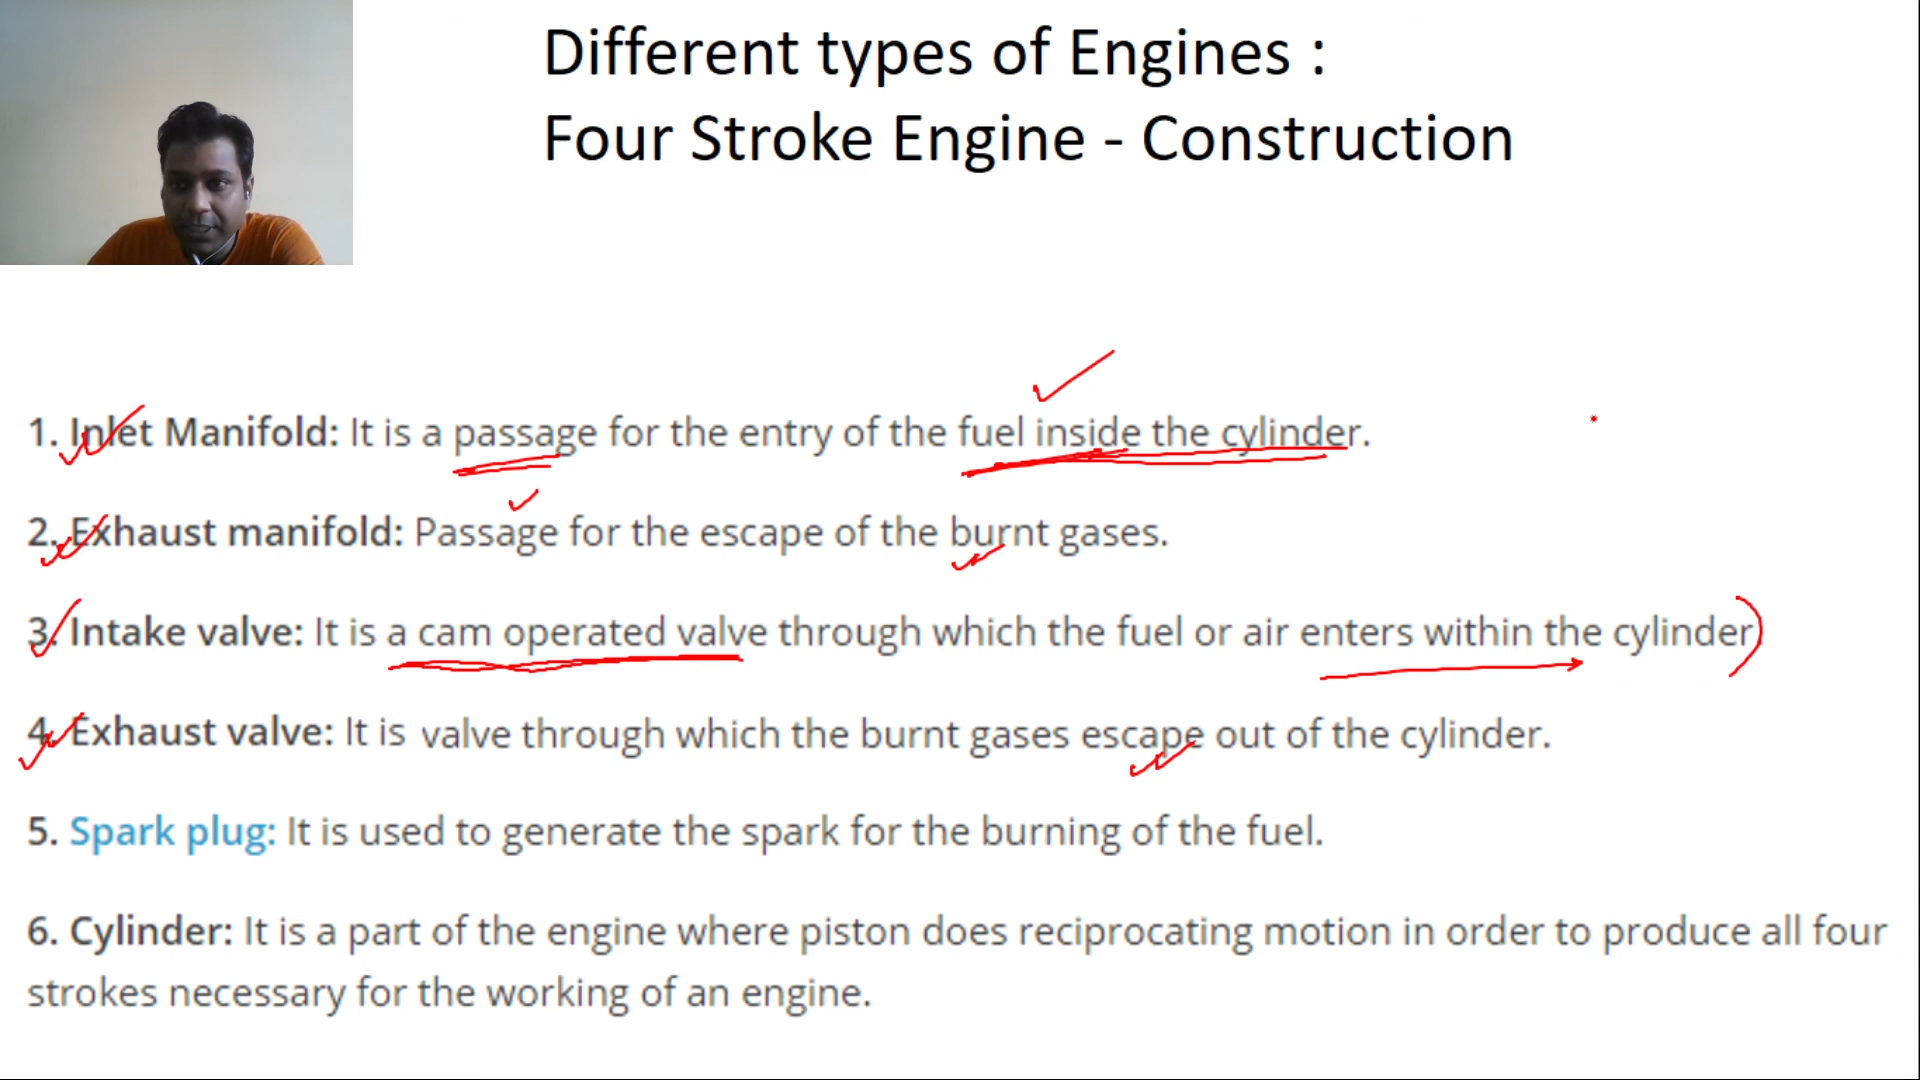 Different types of Engines :
Four Stroke Engine - Construction
1. Inlet Manifold: It is a passage for the entry of the fuel inside the cylinder.
2. Exhaust manifold: Passage for the escape of the burnt gases.
3. Intake valve: It is a cam operated valve through which the fuel or air enters within the cylinder
4. Exhaust valve: It is valve through which the burnt gases escape out of the cylinder.
5. Spark plug: It is used to generate the spark for the burning of the fuel.
6. Cylinder: It is a part of the engine where piston does reciprocating motion in order to produce all four
strokes necessary for the working of an engine.